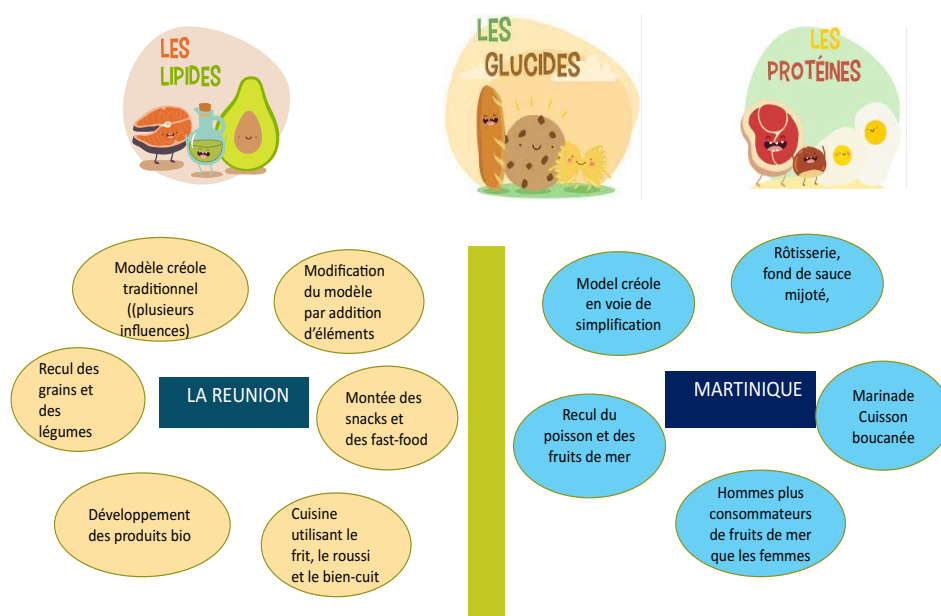 LES
LIPIDES
LES
GLUCIDES
LES
PROTÉINES
Modèle créole
traditionnel
((plusieurs
influences)
Modification
du modèle
par addition
d'éléments
Recul des
grains et
des
légumes
LA REUNION
Montée des
snacks et
des fast-food
Développement
des produits bio
Cuisine
utilisant le
frit, le roussi
et le bien-cuit
Model créole
en voie de
simplification
Rôtisserie,
fond de sauce
mijoté,
Recul du
poisson et des
fruits de mer
MARTINIQUE
Marinade
Cuisson
boucanée
Hommes plus
consommateurs
de fruits de mer
que les femmes